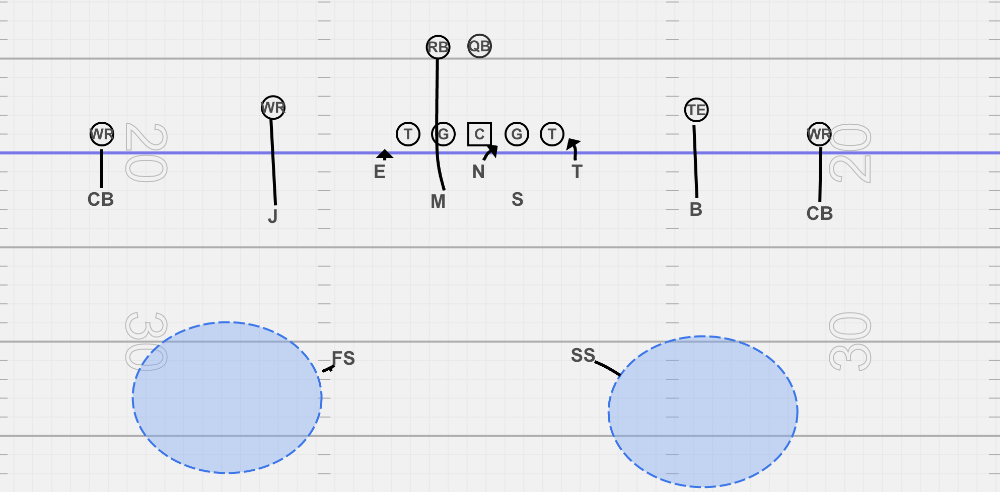 RB QB
WR TE
WR T G C G T WR
20 20
E N T
CB M S
J B CB
30 30
FS SS